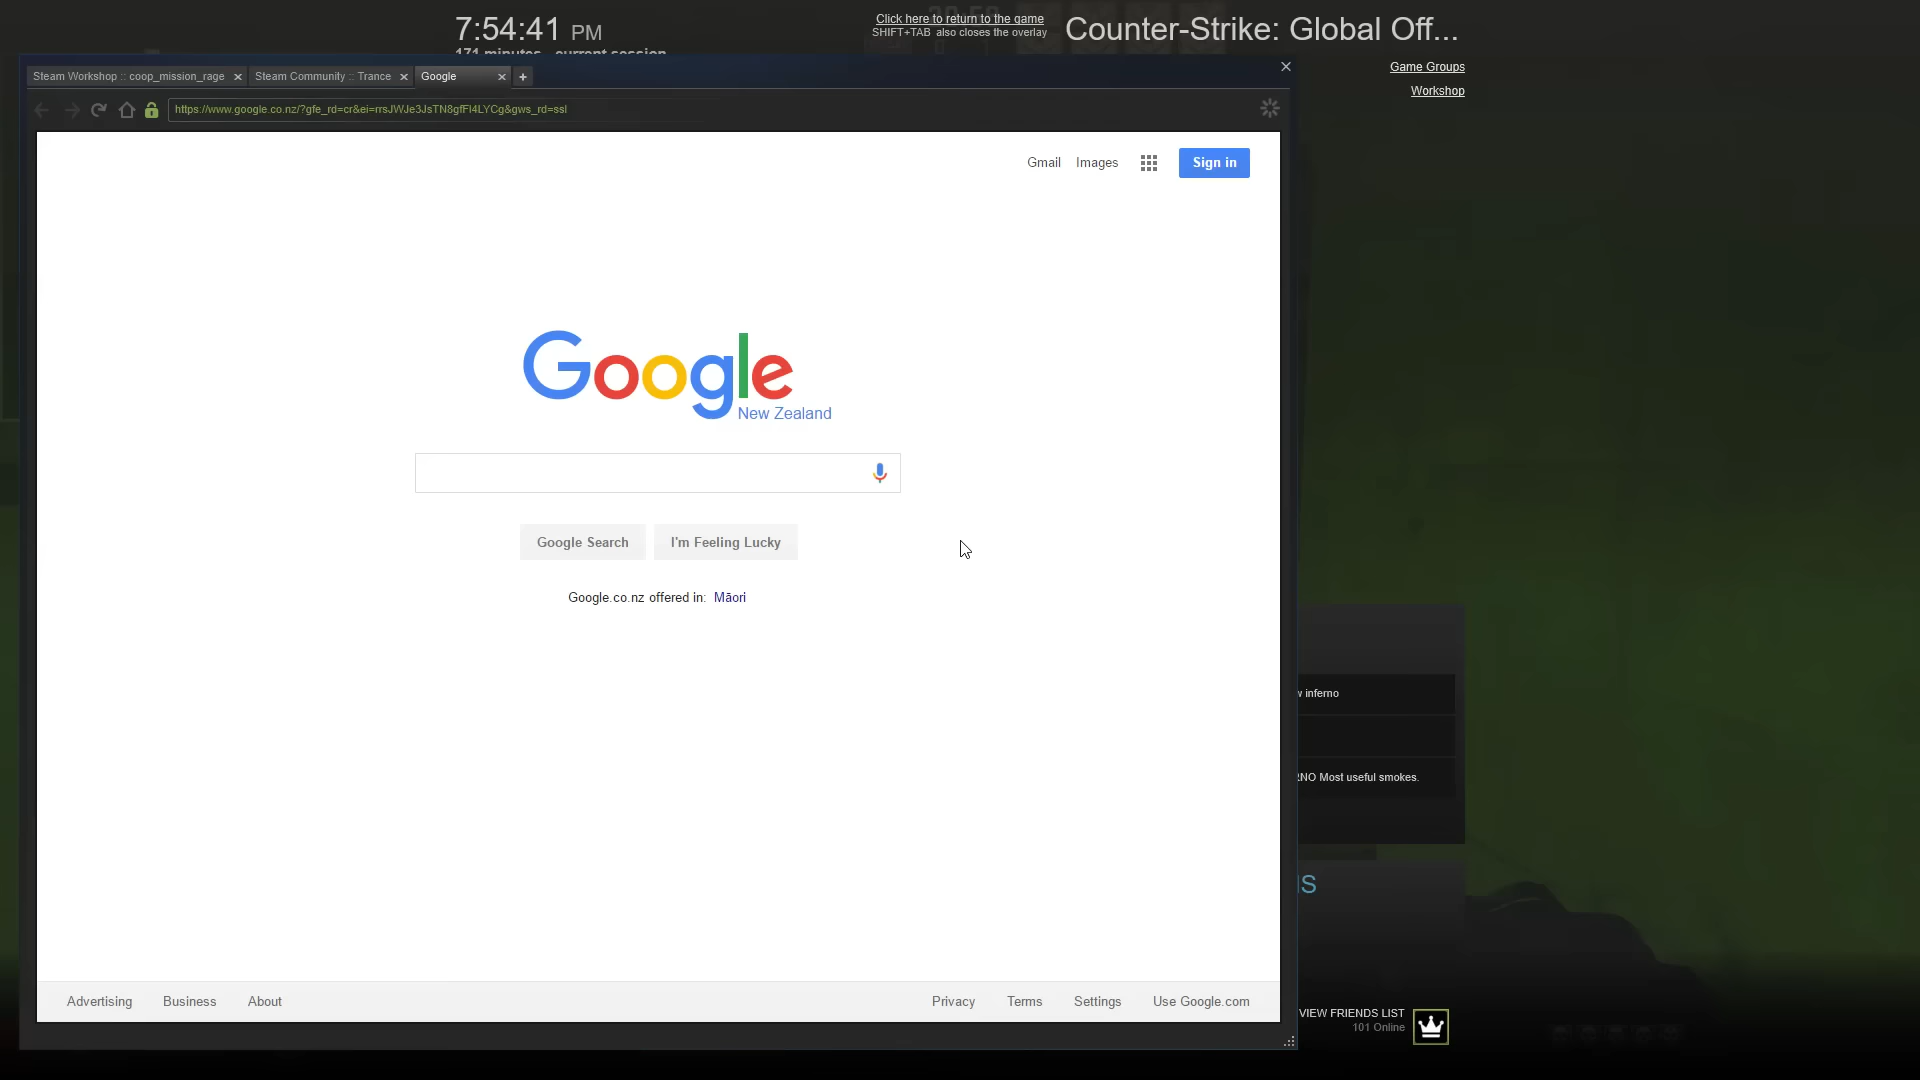 7:54:41 PM
171 minutes - current session
Click here to return to the game
SHIFT+TAB also closes the overlay
Counter-Strike: Global Off...
Game Groups
Workshop
Steam Workshop :: coop_mission_rage
Steam Community :: Trance
Google
https://www.google.co.nz/?gfe_rd=cr&ei=rrsJWJe3JsTN8gfFl4LYCg&gws_rd=ssl
Gmail
Images
Sign in
Google
New Zealand
Google Search
I'm Feeling Lucky
Google.co.nz offered in: Māori
inferno
Most useful smokes.
Advertising
Business
About
Privacy
Terms
Settings
Use Google.com
VIEW FRIENDS LIST
101 Online